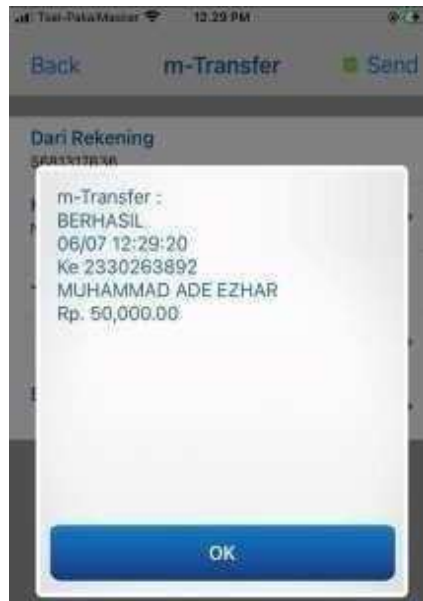 12.29 PM
Back m-Transfer Send
Dari Rekening
m-Transfer :
BERHASIL
06/07 12:29:20
Ke 2330263892
MUHAMMAD ADE EZHAR
Rp. 50,000.00
OK